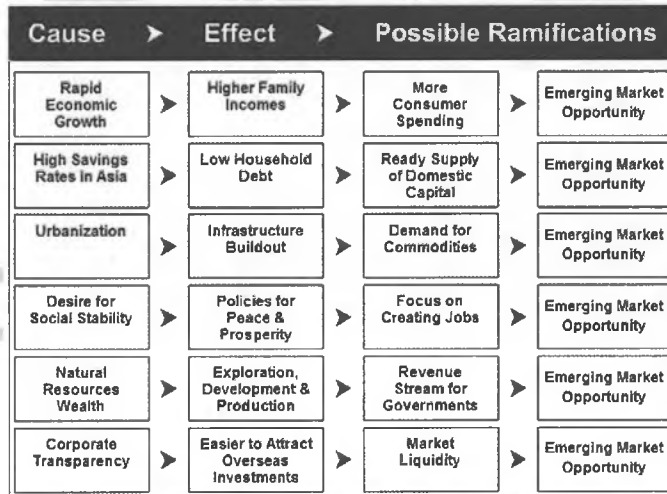 Cause ➤ Effect ➤ Possible Ramifications
Rapid
Economic
Growth
Higher Family
Incomes
More
Consumer
Spending
Emerging Market
Opportunity
High Savings
Rates in Asia
Low Household
Debt
Ready Supply
of Domestic
Capital
Emerging Market
Opportunity
Urbanization
Infrastructure
Buildout
Demand for
Commodities
Emerging Market
Opportunity
Desire for
Social Stability
Policies for
Peace &
Prosperity
Focus on
Creating Jobs
Emerging Market
Opportunity
Natural
Resources
Wealth
Exploration,
Development &
Production
Revenue
Stream for
Governments
Emerging Market
Opportunity
Corporate
Transparency
Easier to Attract
Overseas
Investments
Market
Liquidity
Emerging Market
Opportunity